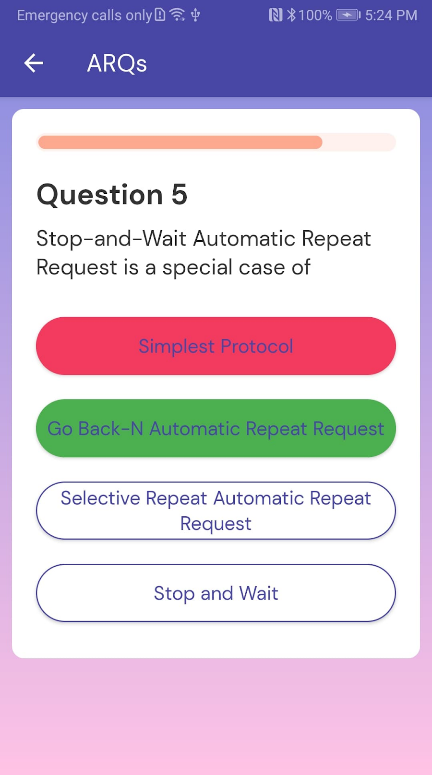 Emergency calls only 100% 5:24 PM
ARQs
Question 5
Stop-and-Wait Automatic Repeat
Request is a special case of
Simplest Protocol
Go Back-N Automatic Repeat Request
Selective Repeat Automatic Repeat
Request
Stop and Wait